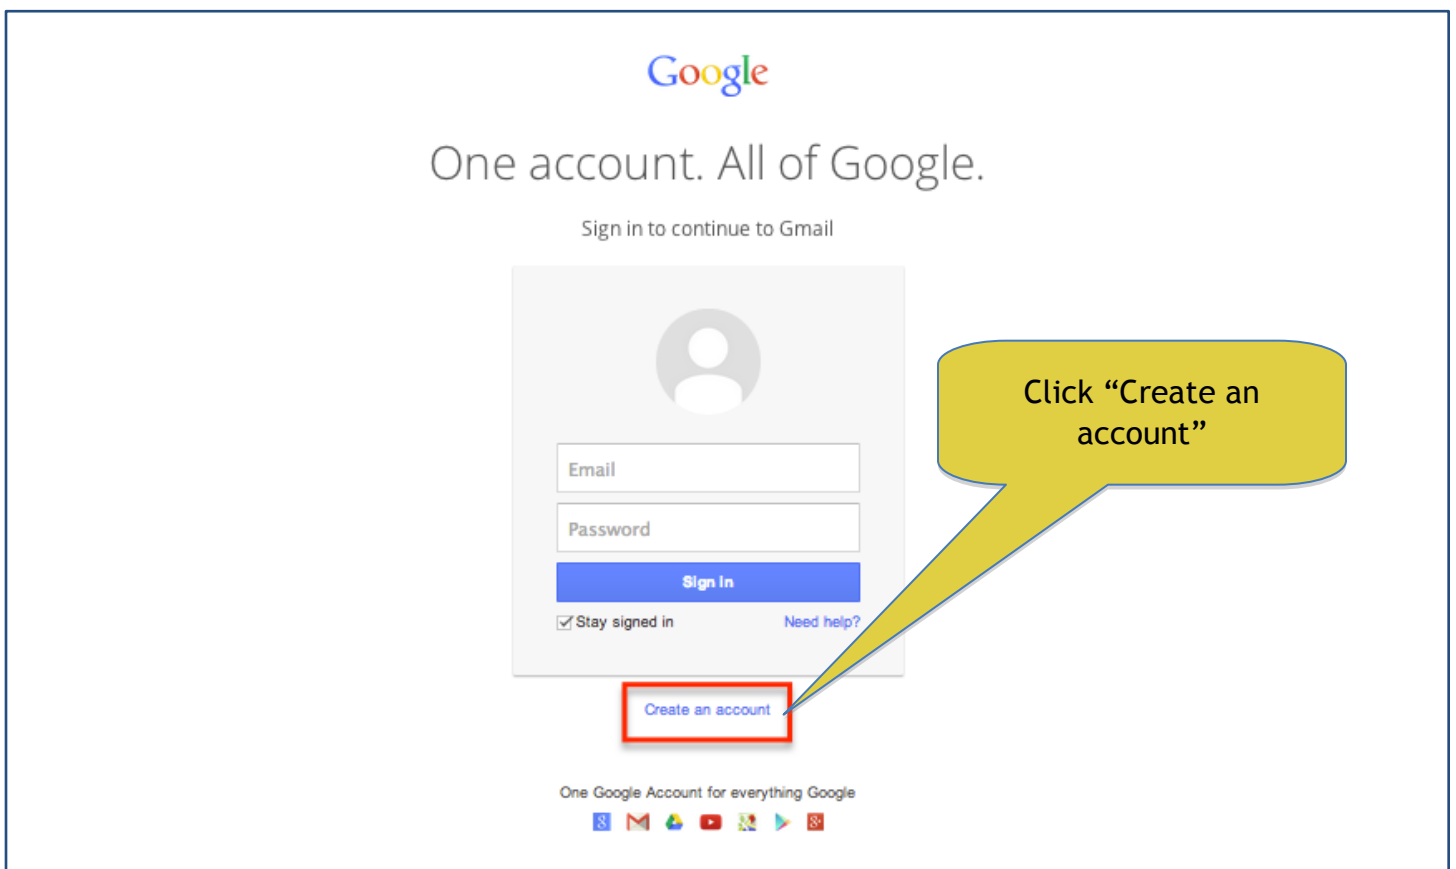 Google
One account. All of Google.
Sign in to continue to Gmail
Click “Create an
account”
Email
Password
Sign in
Stay signed in
Need help?
Create an account
One Google Account for everything Google